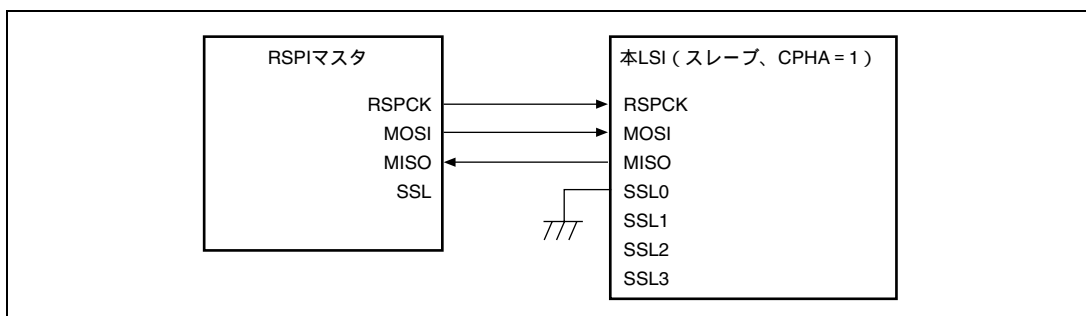 RSPIマスタ
RSPCK
MOSI
MISO
SSL
本LSI（スレーブ、CPHA＝1）
RSPCK
MOSI
MISO
SSL0
SSL1
SSL2
SSL3